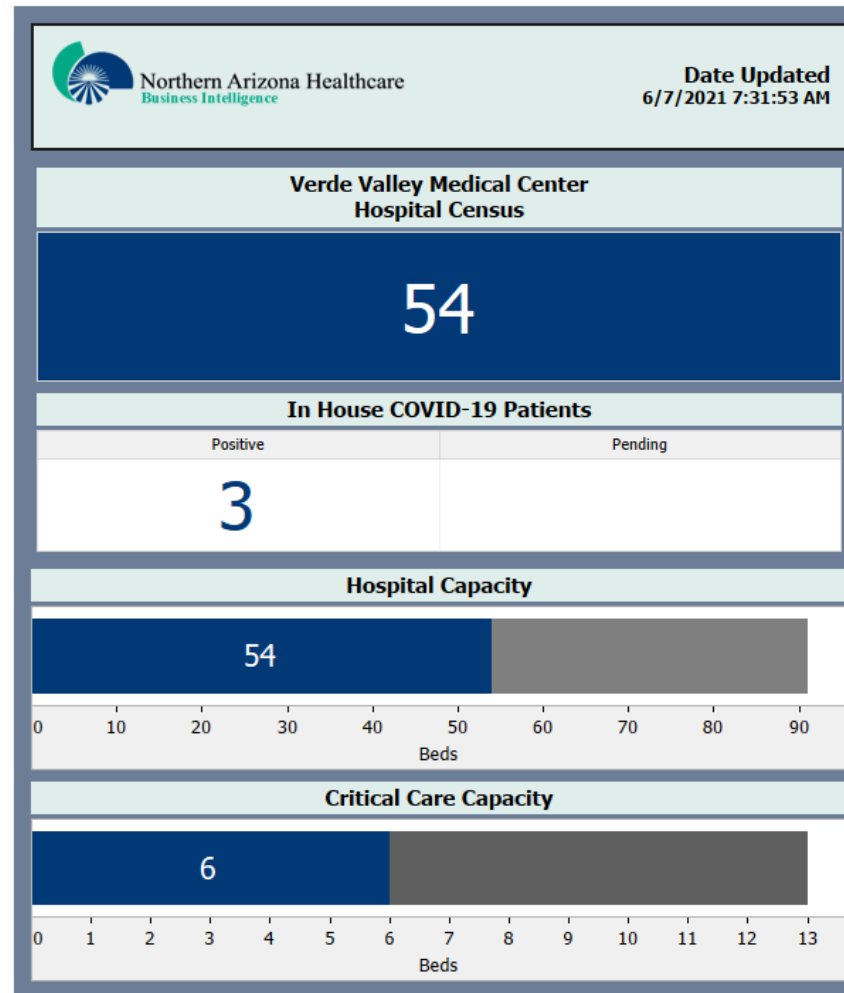 Northern Arizona Healthcare
Business Intelligence
Date Updated
6/7/2021 7:31:53 AM
Verde Valley Medical Center
Hospital Census
54
In House COVID-19 Patients
Positive Pending
3
Hospital Capacity
54
0 10 20 30 40 50 60 70 80 90
Beds
Critical Care Capacity
6
0 1 2 3 4 5 6 7 8 9 10 11 12 13
Beds